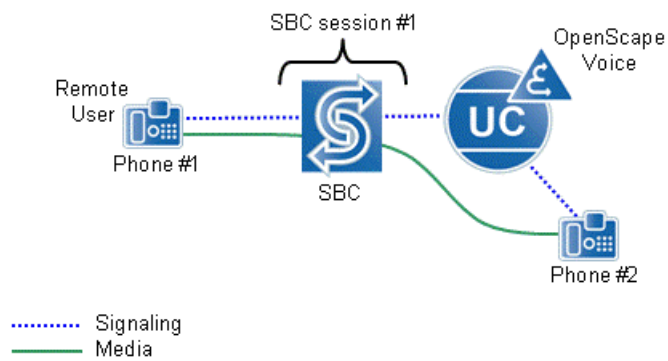 SBC session #1
OpenScape
Voice
Remote
User
UC
Phone #1
SBC
Phone #2
Signaling
Media